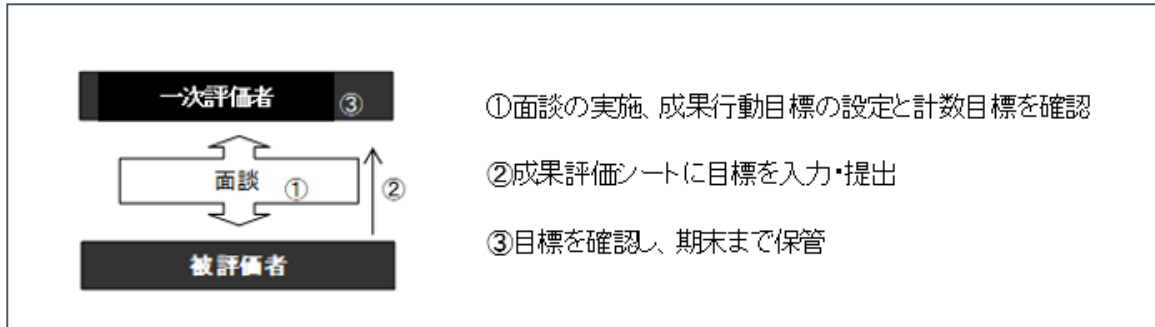 一次評価者 ③
面談 ①
②
被評価者
①面談の実施、成果行動目標の設定と計数目標を確認
②成果評価シートに目標を入力・提出
③目標を確認し、期末まで保管